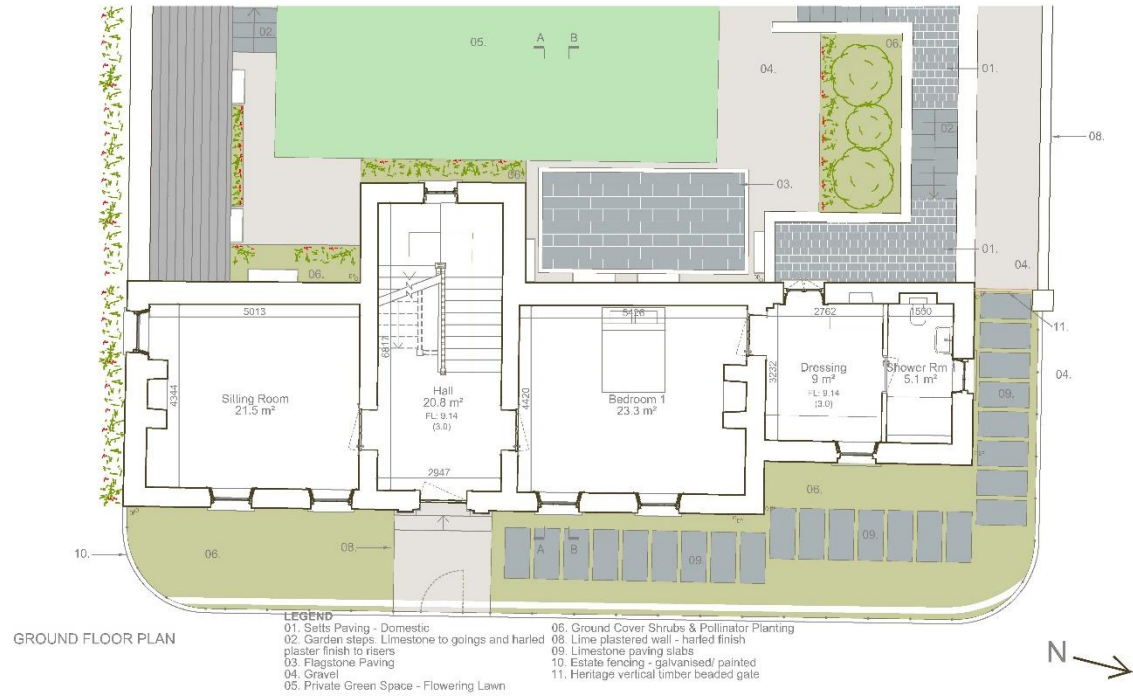 02.
05.
A
B
04.
06.
01.
02.
08.
03.
06.
01.
06.
04.
5013
5426
2762
1550
11.
6817
3232
4344
4420
Hall
20.8 m²
FL: 9.14
(3.0)
Dressing
9 m²
FL: 9.14
(3.0)
Shower Rm 1
5.1 m²
04.
Silling Room
21.5 m²
Bedroom 1
23.3 m²
09.
2947
06.
A
B
09.
10.
06.
08.
09.
GROUND FLOOR PLAN
LEGEND
01. Setts Paving - Domestic
02. Garden steps. Limestone to goings and harled
plaster finish to risers
03. Flagstone Paving
04. Gravel
05. Private Green Space - Flowering Lawn
06. Ground Cover Shrubs & Pollinator Planting
08. Lime plastered wall - harled finish
09. Limestone paving slabs
10. Estate fencing - galvanised/ painted
11. Heritage vertical timber beaded gate
N